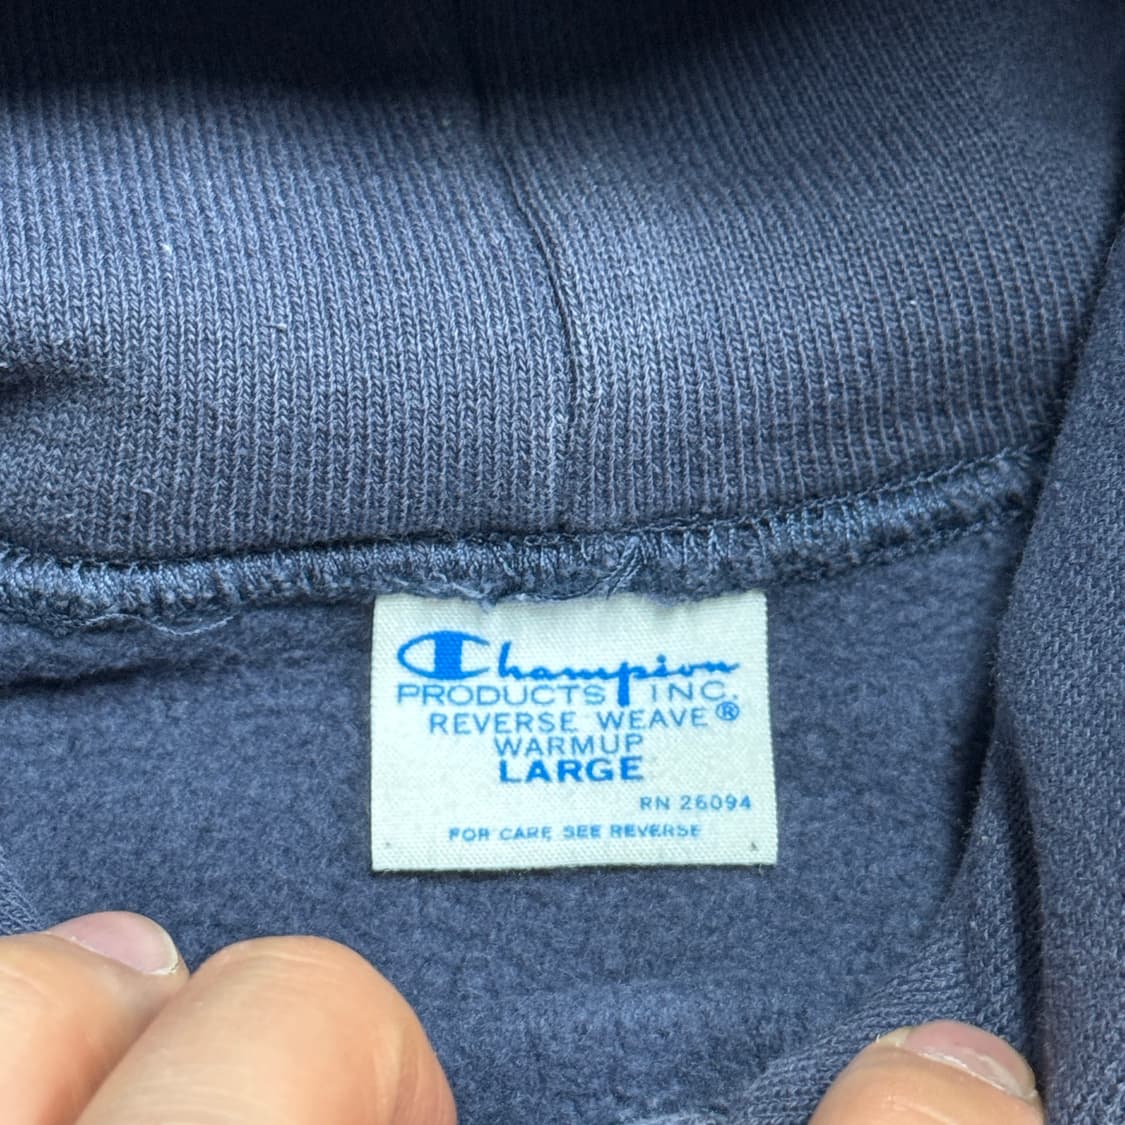 Champion
PRODUCTS INC.
REVERSE WEAVE®
WARMUP
LARGE
RN 26094
FOR CARE SEE REVERSE